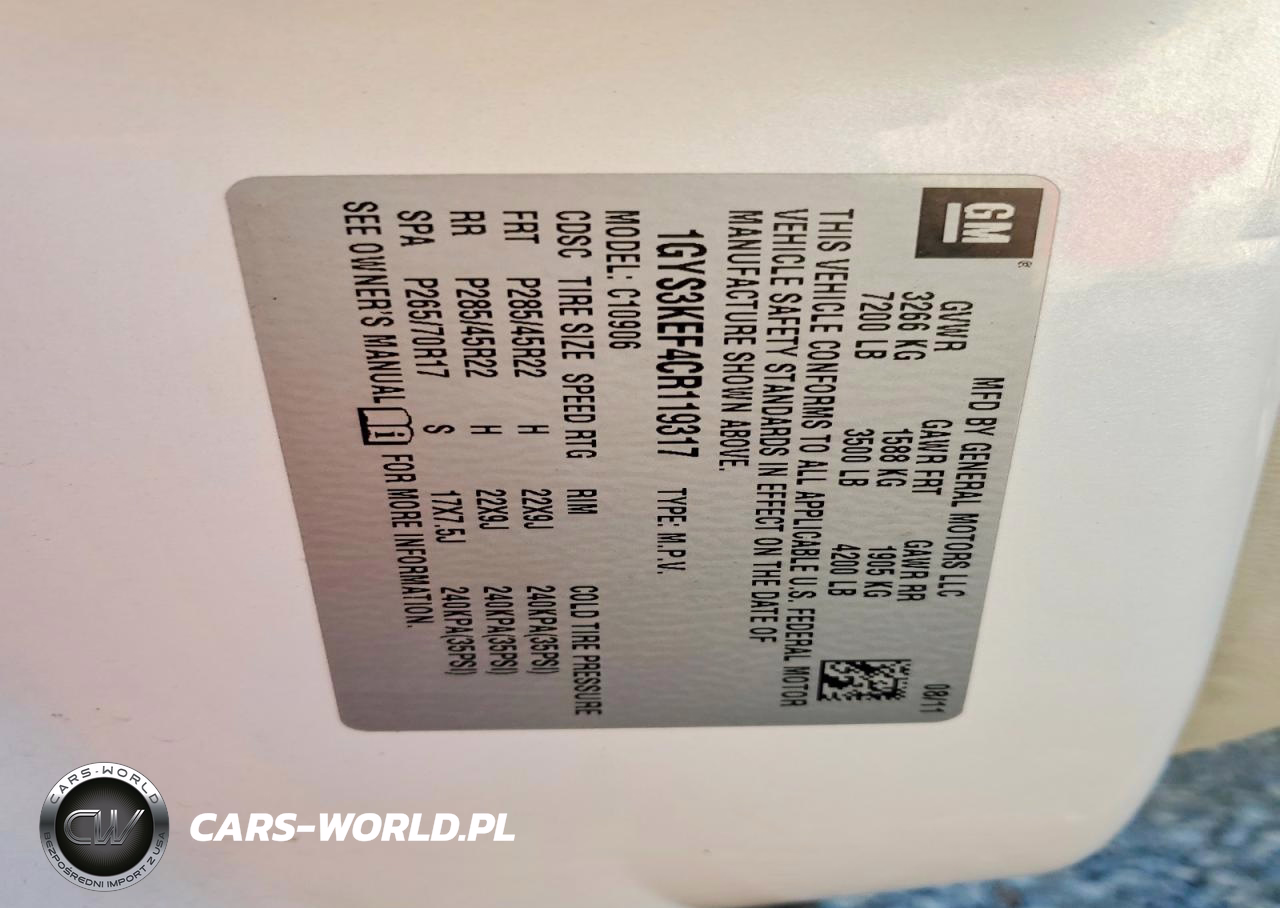 GM
®
MFD BY GENERAL MOTORS LLC
08/11
GVWR GAWR FRT GAWR RR
3266 KG 1588 KG 1905 KG
7200 LB 3500 LB 4200 LB
THIS VEHICLE CONFORMS TO ALL APPLICABLE U.S. FEDERAL MOTOR
VEHICLE SAFETY STANDARDS IN EFFECT ON THE DATE OF
MANUFACTURE SHOWN ABOVE.
1GYS3KEF4CR119317 TYPE: M.P.V.
MODEL: C10906
CDSC TIRE SIZE SPEED RTG RIM COLD TIRE PRESSURE
FRT P285/45R22 H 22X9J 240KPA(35PSI)
RR P285/45R22 H 22X9J 240KPA(35PSI)
SPA P265/70R17 S 17X7.5J 240KPA(35PSI)
SEE OWNER'S MANUAL FOR MORE INFORMATION.
CARS-WORLD
CW
BEZPOŚREDNI IMPORT Z USA
CARS-WORLD.PL